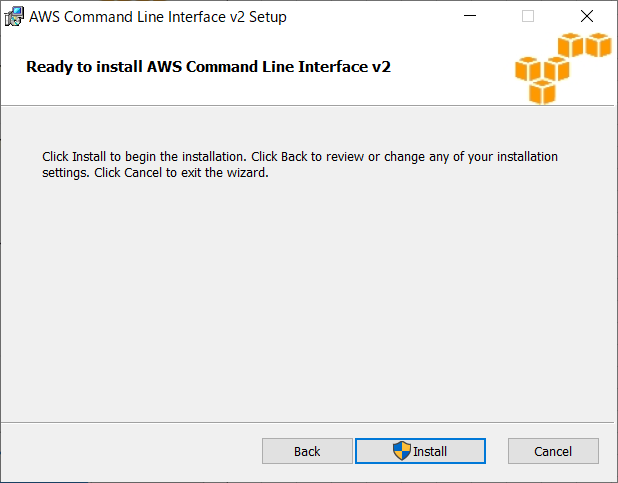 AWS Command Line Interface v2 Setup
Ready to install AWS Command Line Interface v2
Click Install to begin the installation. Click Back to review or change any of your installation
settings. Click Cancel to exit the wizard.
Back
Install
Cancel